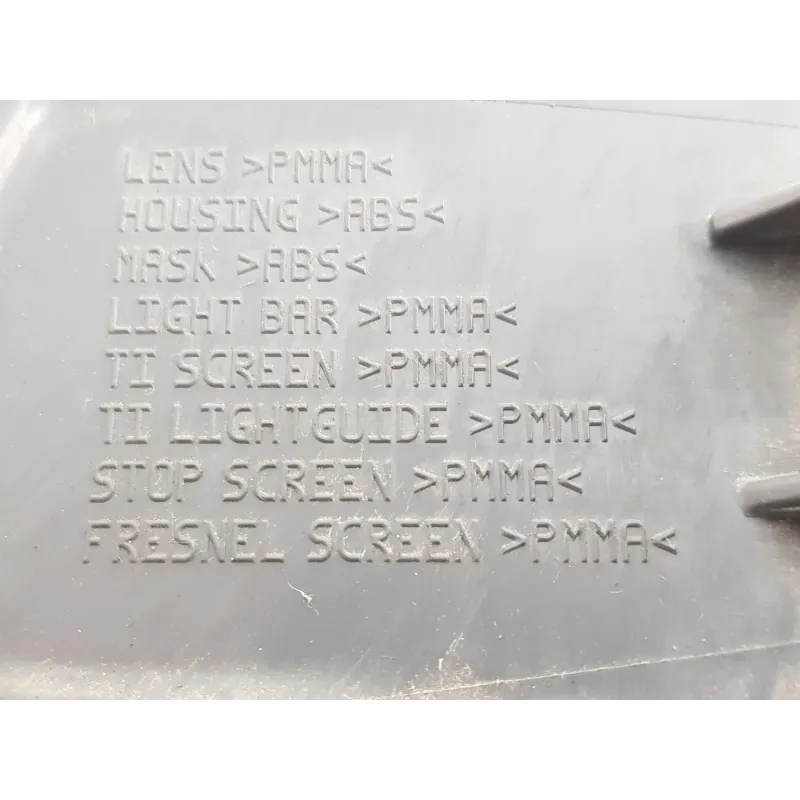 LENS >PMMA<
HOUSING >ABS<
MASK >ABS<
LIGHT BAR >PMMA<
TI SCREEN >PMMA<
TI LIGHTGUIDE >PMMA<
STOP SCREEN >PMMA<
FRESNEL SCREEN >PMMA<